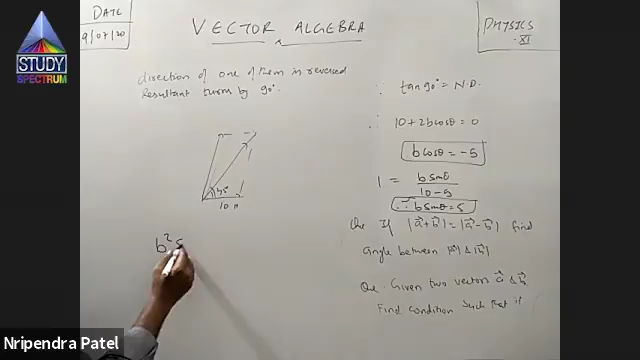 DATE
9/07/20
STUDY
SPECTRUM
VECTOR ALGEBRA
PHYSICS
XI
direction of one of them is reversed
Resultant turns by 90°.
45
10
b² s
∵ tan 90° = N.D.
∴ 10 + 2b cosθ = 0
b cosθ = -5
1 = b sinθ / 10 - 5
∴ b sinθ = 5
Que If |a⃗ + b⃗| = |a⃗ - b⃗| find
angle between |a⃗| & |b⃗|
Que. Given two vectors a⃗ & b⃗
Find condition such that if
Nripendra Patel